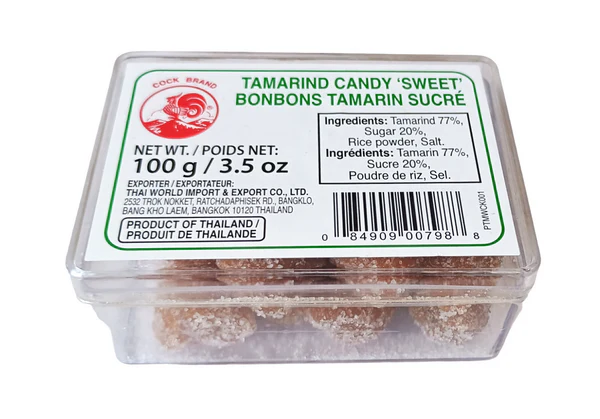 COCK BRAND
TAMARIND CANDY 'SWEET'
BONBONS TAMARIN SUCRÉ
NET WT. / POIDS NET:
100 g / 3.5 oz
EXPORTER / EXPORTATEUR:
THAI WORLD IMPORT & EXPORT CO., LTD.
2532 TROK NOKKET, RATCHADAPHISEK RD., BANGKLO,
BANG KHO LAEM, BANGKOK 10120 THAILAND
PRODUCT OF THAILAND /
PRODUIT DE THAILANDE
Ingredients: Tamarind 77%,
Sugar 20%,
Rice powder, Salt.
Ingrédients: Tamarin 77%,
Sucre 20%,
Poudre de riz, Sel.
0 84909 00798 8
PTMWCK001